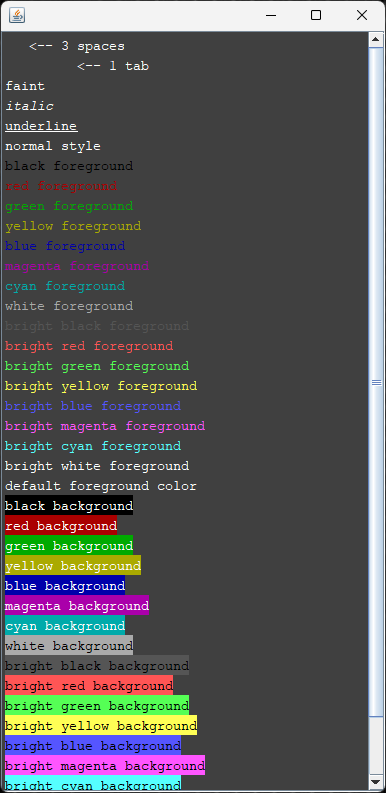 <-- 3 spaces
         <-- 1 tab
faint
italic
underline
normal style
black foreground
red foreground
green foreground
yellow foreground
blue foreground
magenta foreground
cyan foreground
white foreground
bright black foreground
bright red foreground
bright green foreground
bright yellow foreground
bright blue foreground
bright magenta foreground
bright cyan foreground
bright white foreground
default foreground color
black background
red background
green background
yellow background
blue background
magenta background
cyan background
white background
bright black background
bright red background
bright green background
bright yellow background
bright blue background
bright magenta background
bright cyan background